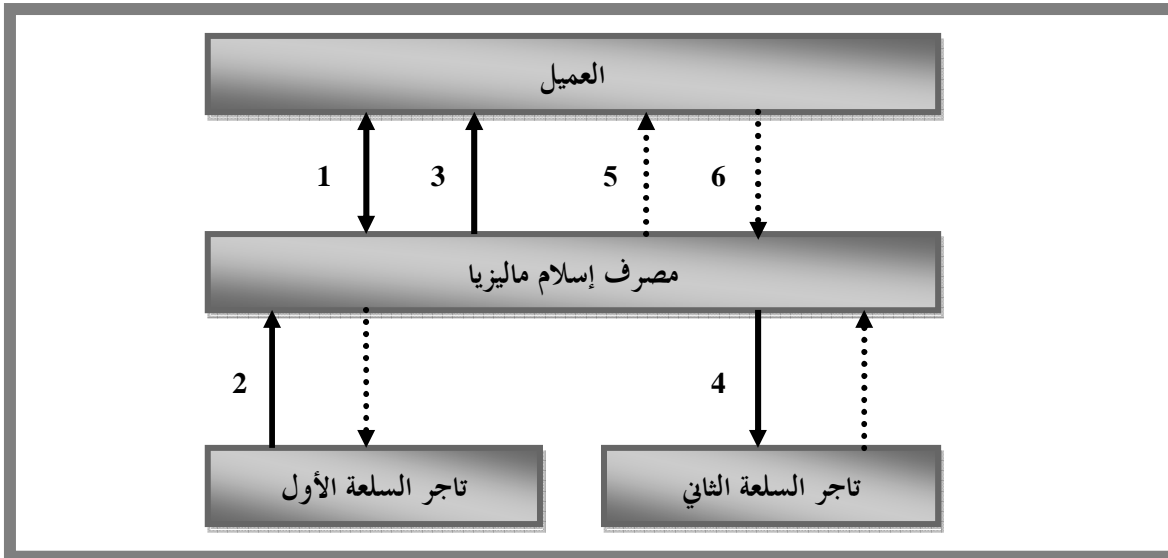 العميل
1
3
5
6
مصرف إسلام ماليزيا
2
4
تاجر السلعة الأول
تاجر السلعة الثاني